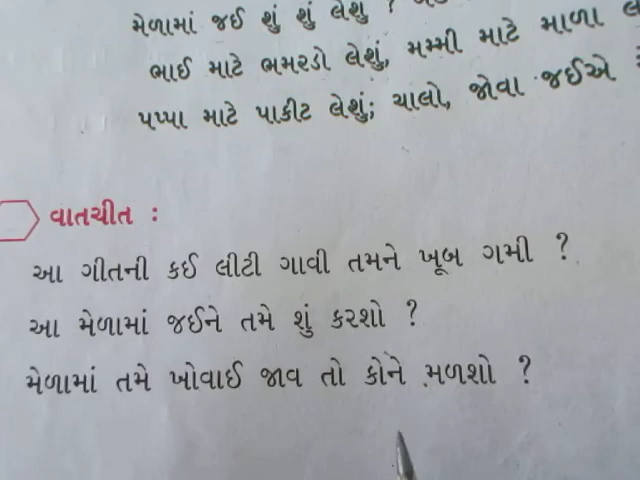 મેળામાં જઈ શું શું લેશુ ?
ભાઈ માટે ભમરડો લેશું, મમ્મી માટે માળા
પપ્પા માટે પાકીટ લેશું; ચાલો, જોવા જઈએ
વાતચીત :
આ ગીતની કઈ લીટી ગાવી તમને ખૂબ ગમી ?
આ મેળામાં જઈને તમે શું કરશો ?
મેળામાં તમે ખોવાઈ જાવ તો કોને મળશો ?